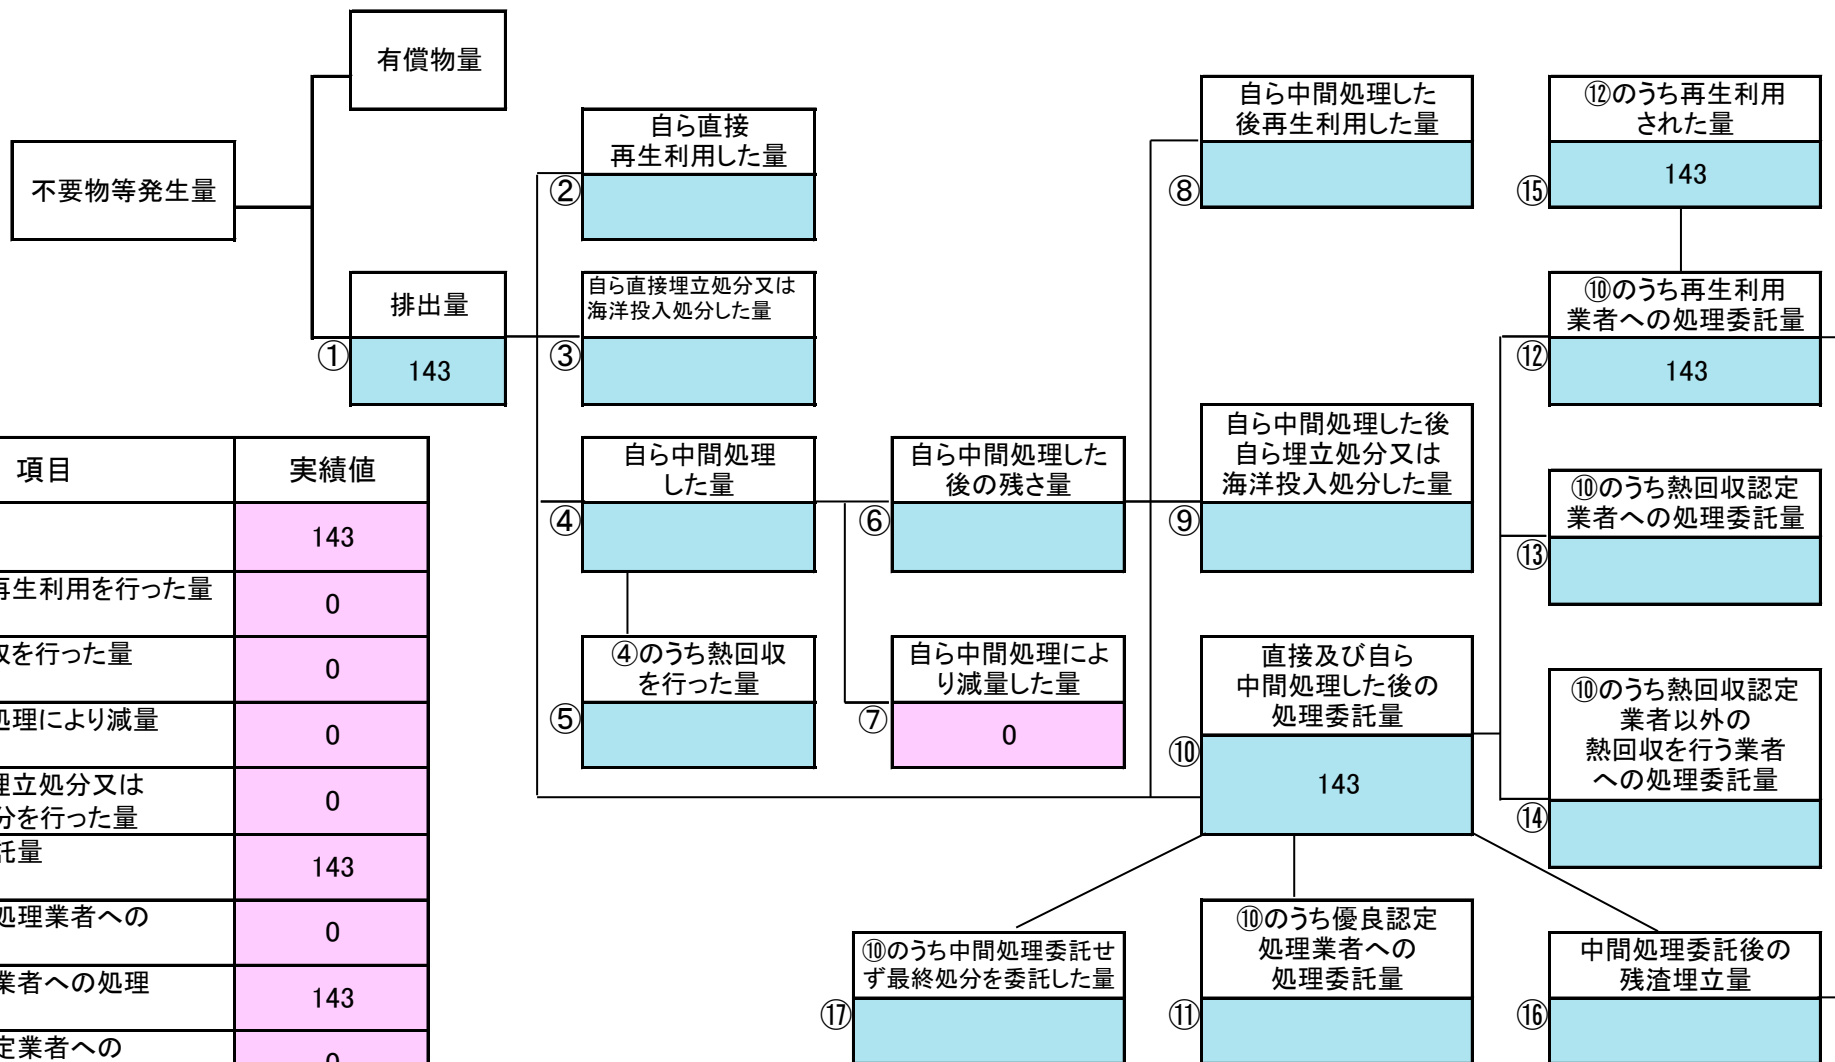 有償物量
不要物等発生量
排出量
①
143
自ら直接
再生利用した量
②
自ら直接埋立処分又は
海洋投入処分した量
③
自ら中間処理
した量
④
④のうち熱回収
を行った量
⑤
自ら中間処理した
後の残さ量
⑥
自ら中間処理によ
り減量した量
⑦
0
自ら中間処理した
後再生利用した量
⑧
自ら中間処理した後
自ら埋立処分又は
海洋投入処分した量
⑨
直接及び自ら
中間処理した後の
処理委託量
⑩
143
⑫のうち再生利用
された量
⑮
143
⑩のうち再生利用
業者への処理委託量
⑫
143
⑩のうち熱回収認定
業者への処理委託量
⑬
⑩のうち熱回収認定
業者以外の
熱回収を行う業者
への処理委託量
⑭
⑩のうち中間処理委託せ
ず最終処分を委託した量
⑰
⑩のうち優良認定
処理業者への
処理委託量
⑪
中間処理委託後の
残渣埋立量
⑯
項目 実績値
143
再生利用を行った量 0
収を行った量 0
処理により減量 0
埋立処分又は
分を行った量 0
託量 143
処理業者への 0
業者への処理 143
定業者への 0